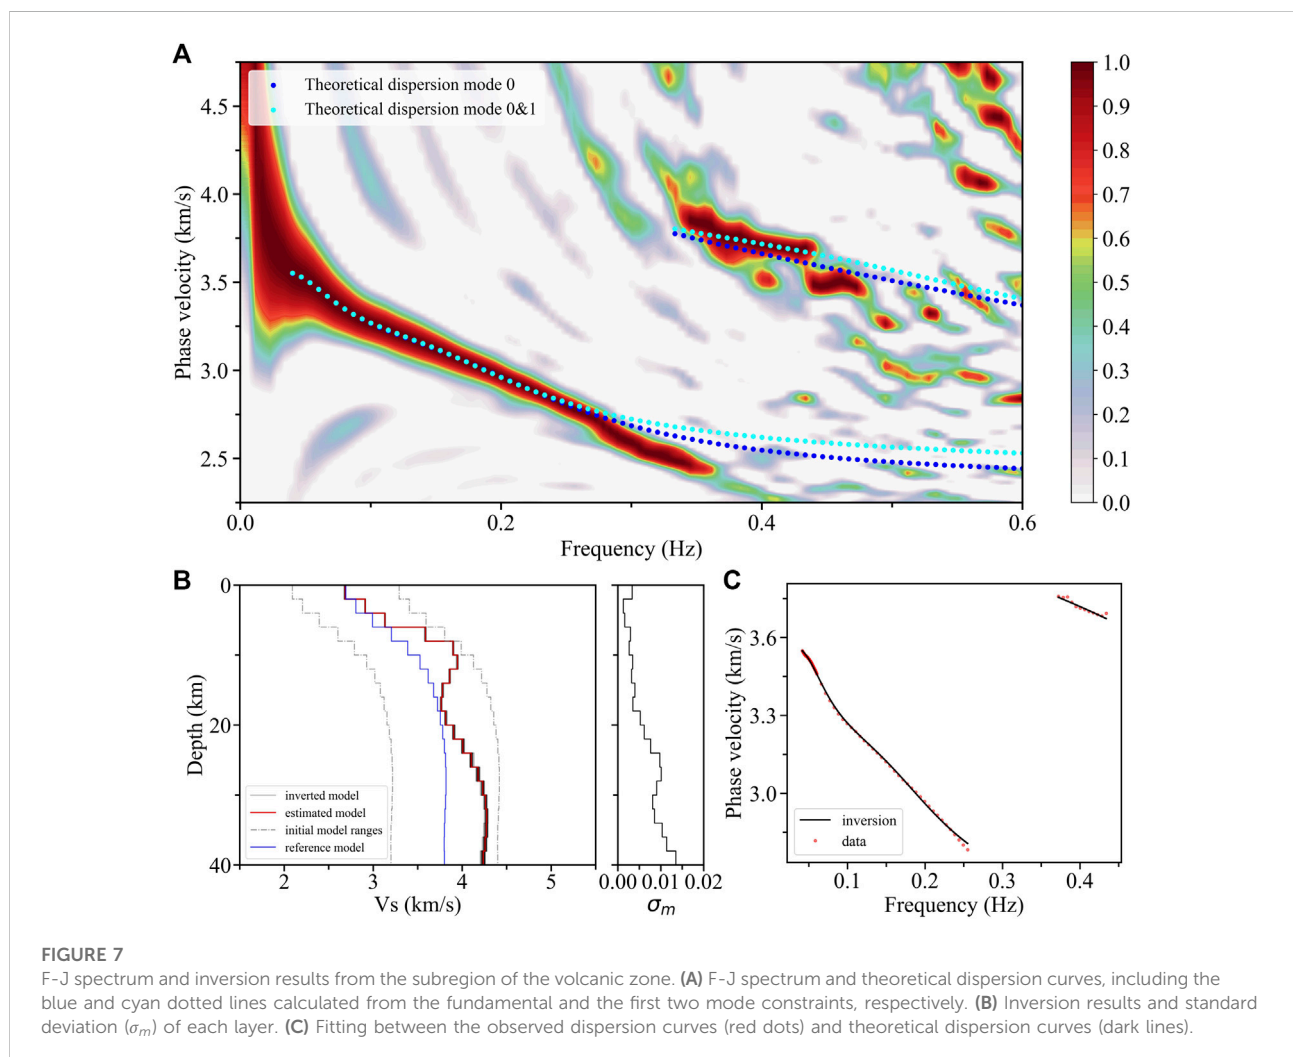 A
Theoretical dispersion mode 0
Theoretical dispersion mode 0&1
4.5
4.0
3.5
3.0
2.5
Phase velocity (km/s)
0.0
0.2
0.4
0.6
Frequency (Hz)
1.0
0.9
0.8
0.7
0.6
0.5
0.4
0.3
0.2
0.1
0.0
B
0
20
40
Depth (km)
inverted model
estimated model
initial model ranges
reference model
2
3
4
5
Vs (km/s)
0.00
0.01
0.02
σm
C
3.6
3.3
3.0
Phase velocity (km/s)
inversion
data
0.1
0.2
0.3
0.4
Frequency (Hz)
FIGURE 7
F-J spectrum and inversion results from the subregion of the volcanic zone. (A) F-J spectrum and theoretical dispersion curves, including the
blue and cyan dotted lines calculated from the fundamental and the first two mode constraints, respectively. (B) Inversion results and standard
deviation (σm) of each layer. (C) Fitting between the observed dispersion curves (red dots) and theoretical dispersion curves (dark lines).